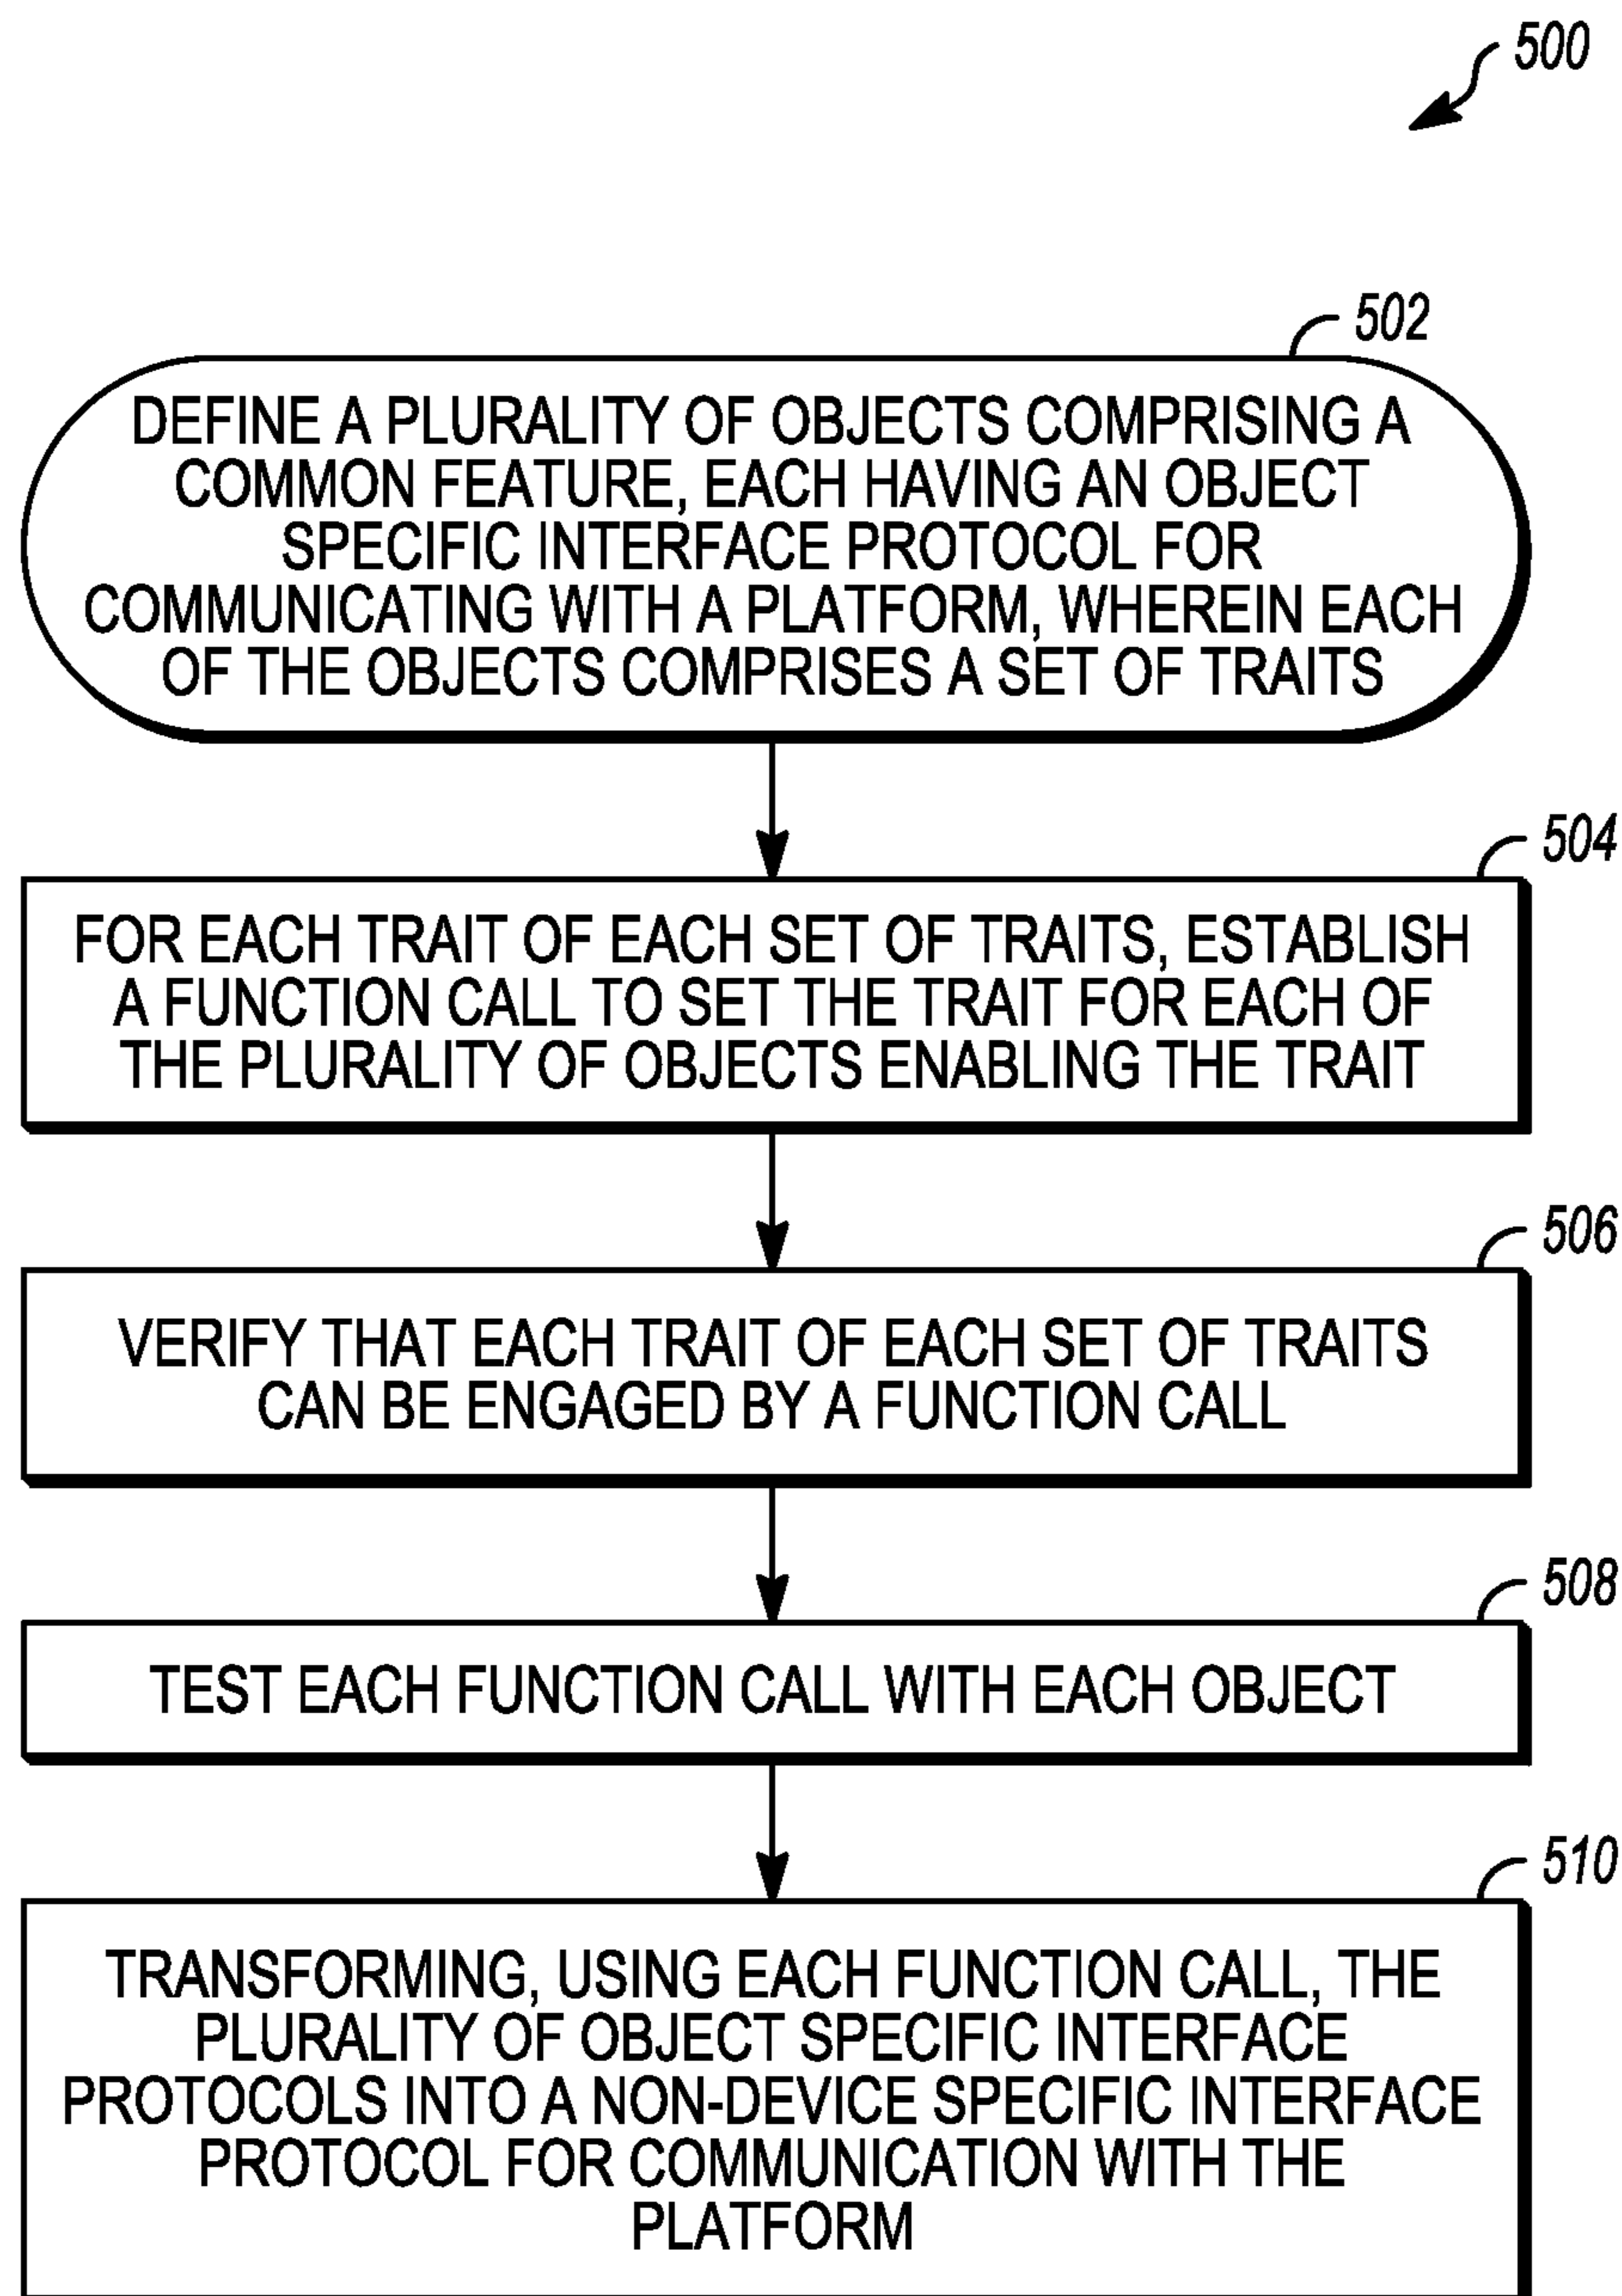 500
502
DEFINE A PLURALITY OF OBJECTS COMPRISING A
COMMON FEATURE, EACH HAVING AN OBJECT
SPECIFIC INTERFACE PROTOCOL FOR
COMMUNICATING WITH A PLATFORM, WHEREIN EACH
OF THE OBJECTS COMPRISES A SET OF TRAITS
504
FOR EACH TRAIT OF EACH SET OF TRAITS, ESTABLISH
A FUNCTION CALL TO SET THE TRAIT FOR EACH OF
THE PLURALITY OF OBJECTS ENABLING THE TRAIT
506
VERIFY THAT EACH TRAIT OF EACH SET OF TRAITS
CAN BE ENGAGED BY A FUNCTION CALL
508
TEST EACH FUNCTION CALL WITH EACH OBJECT
510
TRANSFORMING, USING EACH FUNCTION CALL, THE
PLURALITY OF OBJECT SPECIFIC INTERFACE
PROTOCOLS INTO A NON-DEVICE SPECIFIC INTERFACE
PROTOCOL FOR COMMUNICATION WITH THE
PLATFORM